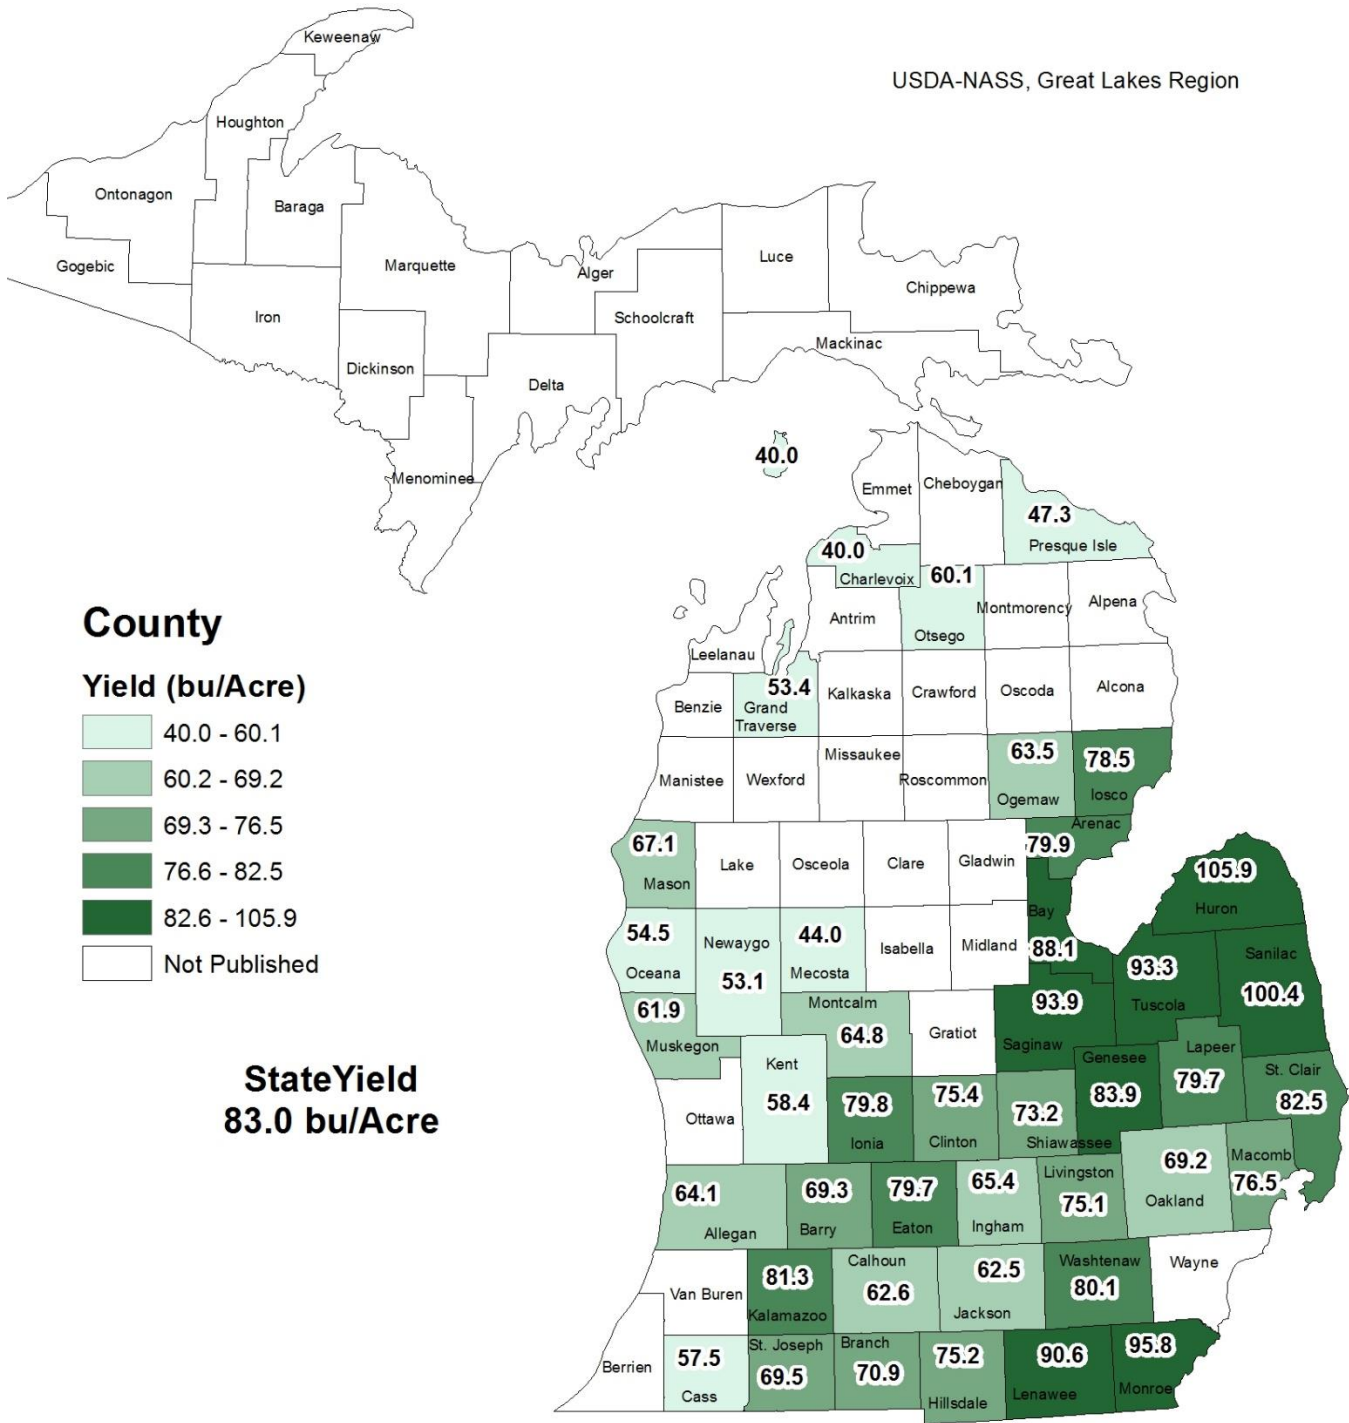 Keweenaw
USDA-NASS, Great Lakes Region
Houghton
Ontonagon
Baraga
Gogebic
Marquette
Alger
Luce
Chippewa
Iron
Schoolcraft
Mackinac
Dickinson
Delta
Menominee
40.0
Emmet
Cheboygan
47.3
Presque Isle
40.0
Charlevoix
60.1
Otsego
Antrim
Montmorency
Alpena
County
Yield (bu/Acre)
40.0 - 60.1
60.2 - 69.2
69.3 - 76.5
76.6 - 82.5
82.6 - 105.9
Not Published
StateYield
83.0 bu/Acre
Leelanau
Benzie
53.4
Grand
Traverse
Kalkaska
Crawford
Oscoda
Alcona
Manistee
Wexford
Missaukee
Roscommon
63.5
Ogemaw
78.5
Iosco
67.1
Mason
Lake
Osceola
Clare
Gladwin
Arenac
79.9
105.9
Huron
54.5
Oceana
Newaygo
53.1
44.0
Mecosta
Isabella
Midland
Bay
88.1
93.3
Tuscola
Sanilac
100.4
61.9
Muskegon
Montcalm
64.8
Gratiot
93.9
Saginaw
Genesee
83.9
Lapeer
79.7
St. Clair
82.5
Ottawa
Kent
58.4
79.8
Ionia
75.4
Clinton
73.2
Shiawassee
64.1
Allegan
69.3
Barry
79.7
Eaton
65.4
Ingham
Livingston
75.1
69.2
Oakland
Macomb
76.5
Van Buren
81.3
Kalamazoo
Calhoun
62.6
62.5
Jackson
Washtenaw
80.1
Wayne
Berrien
57.5
Cass
St. Joseph
69.5
Branch
70.9
75.2
Hillsdale
90.6
Lenawee
95.8
Monroe